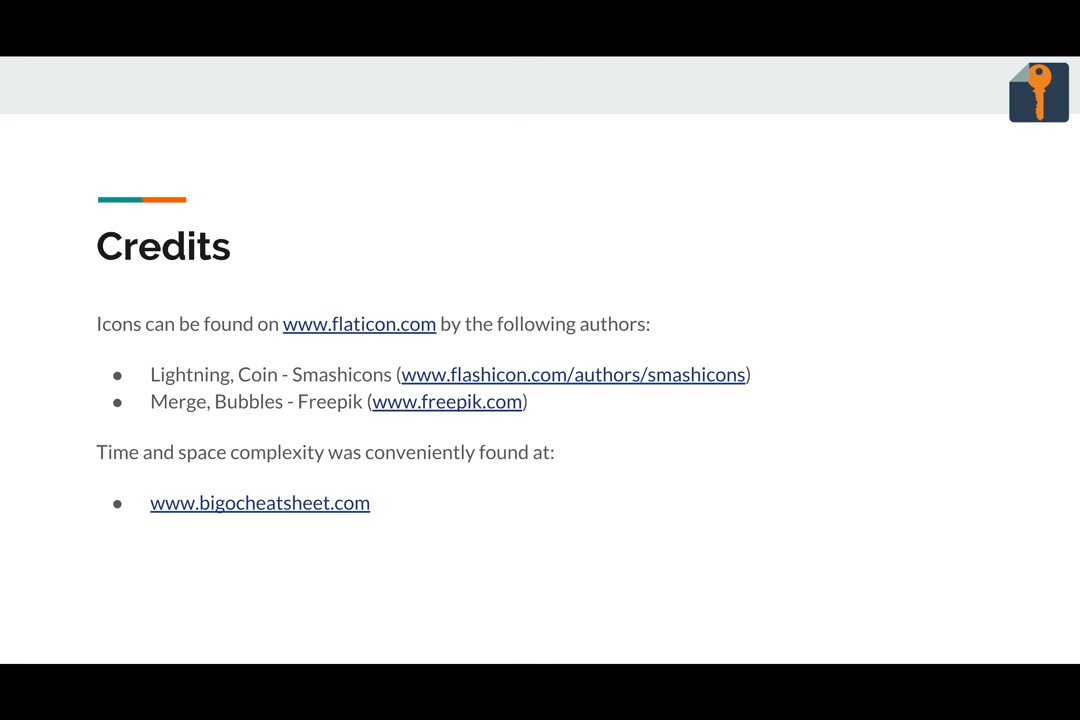 Credits
Icons can be found on www.flaticon.com by the following authors:
● Lightning, Coin - Smashicons (www.flashicon.com/authors/smashicons)
● Merge, Bubbles - Freepik (www.freepik.com)
Time and space complexity was conveniently found at:
● www.bigocheatsheet.com